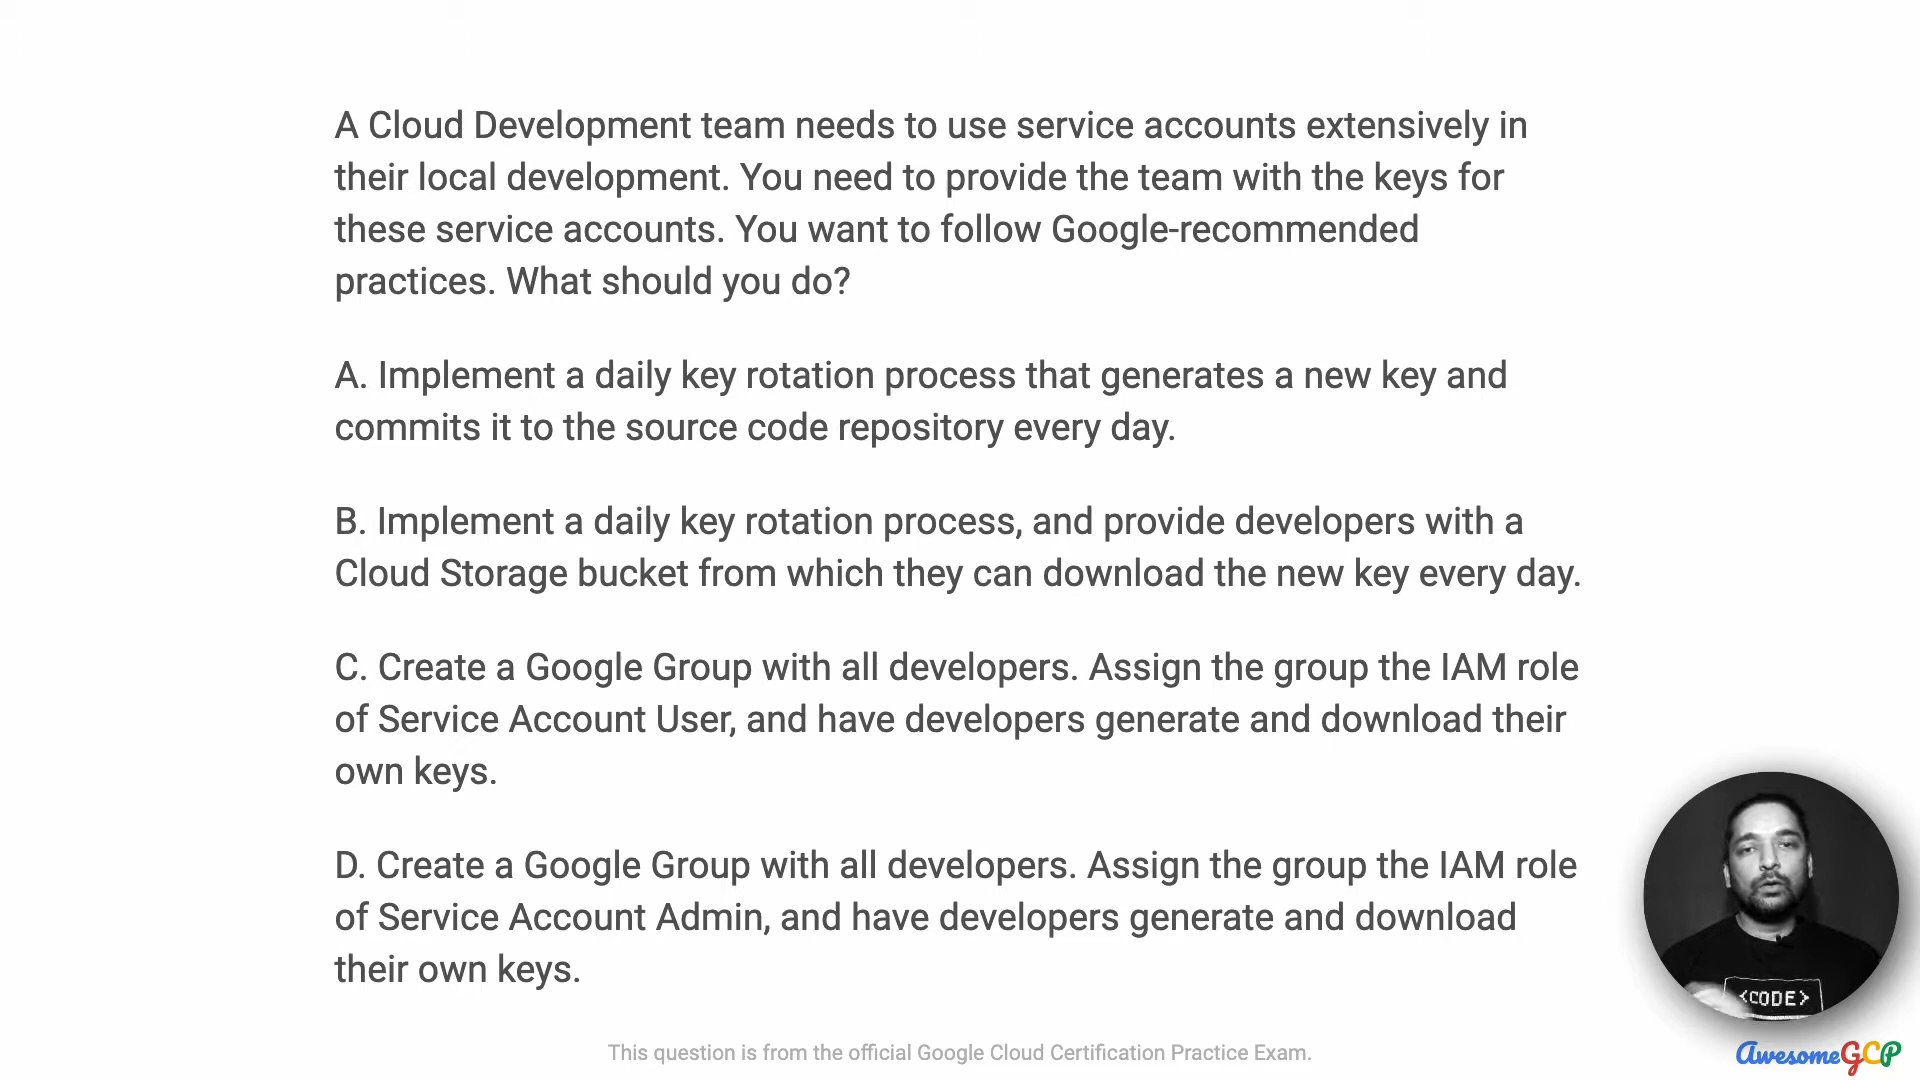 A Cloud Development team needs to use service accounts extensively in
their local development. You need to provide the team with the keys for
these service accounts. You want to follow Google-recommended
practices. What should you do?
A. Implement a daily key rotation process that generates a new key and
commits it to the source code repository every day.
B. Implement a daily key rotation process, and provide developers with a
Cloud Storage bucket from which they can download the new key every day.
C. Create a Google Group with all developers. Assign the group the IAM role
of Service Account User, and have developers generate and download their
own keys.
D. Create a Google Group with all developers. Assign the group the IAM role
of Service Account Admin, and have developers generate and download
their own keys.
<CODE>
This question is from the official Google Cloud Certification Practice Exam.
AwesomeGCP